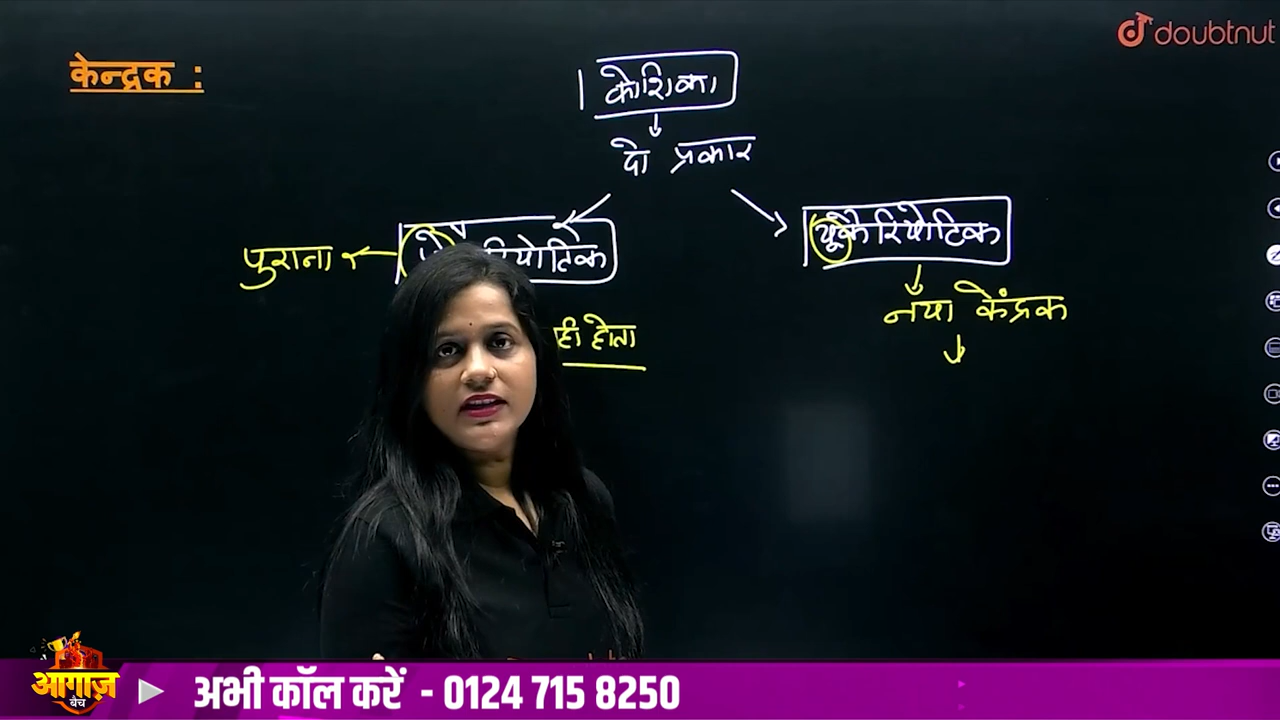 doubtnut
केन्द्रक :
कोशिका
दो प्रकार
यूकेरियोटिक
पुराना
नया केंद्रक
होता
आगाज़
बैच
अभी कॉल करें - 0124 715 8250